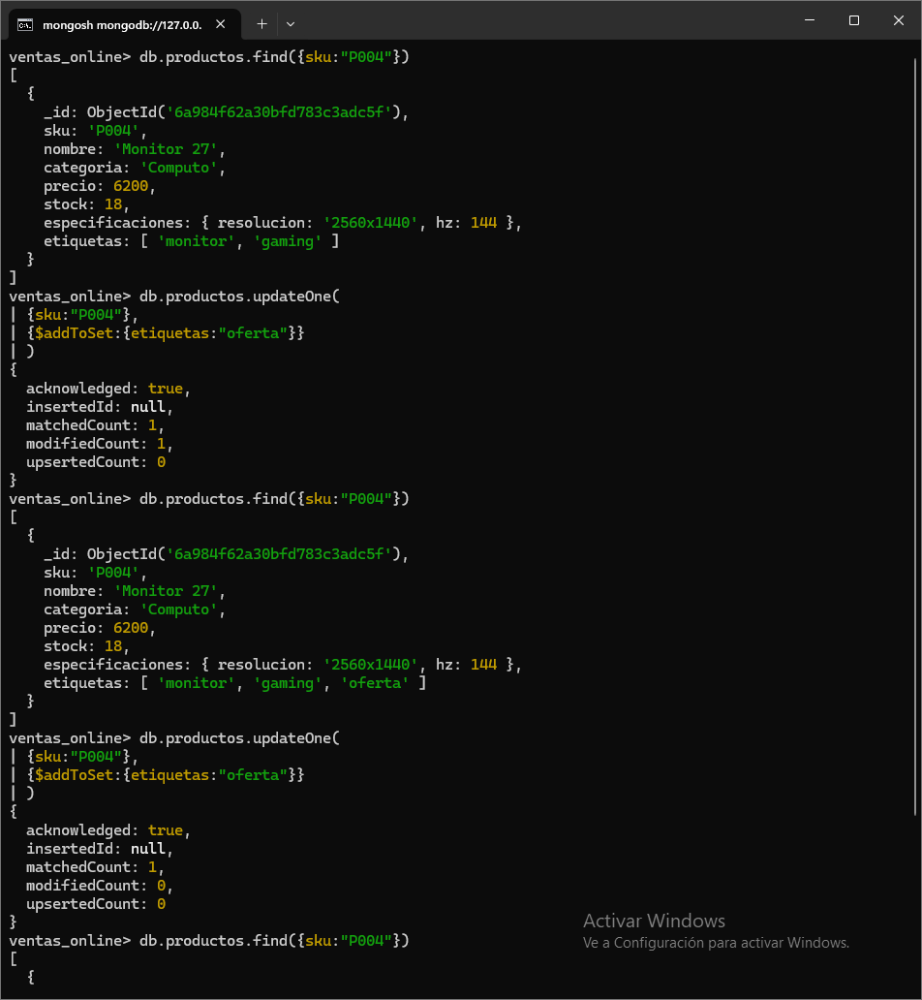 mongosh mongodb://127.0.0.
ventas_online> db.productos.find({sku:"P004"})
[
  {
    _id: ObjectId('6a984f62a30bfd783c3adc5f'),
    sku: 'P004',
    nombre: 'Monitor 27',
    categoria: 'Computo',
    precio: 6200,
    stock: 18,
    especificaciones: { resolucion: '2560x1440', hz: 144 },
    etiquetas: [ 'monitor', 'gaming' ]
  }
]
ventas_online> db.productos.updateOne(
| {sku:"P004"},
| {$addToSet:{etiquetas:"oferta"}}
| )
{
  acknowledged: true,
  insertedId: null,
  matchedCount: 1,
  modifiedCount: 1,
  upsertedCount: 0
}
ventas_online> db.productos.find({sku:"P004"})
[
  {
    _id: ObjectId('6a984f62a30bfd783c3adc5f'),
    sku: 'P004',
    nombre: 'Monitor 27',
    categoria: 'Computo',
    precio: 6200,
    stock: 18,
    especificaciones: { resolucion: '2560x1440', hz: 144 },
    etiquetas: [ 'monitor', 'gaming', 'oferta' ]
  }
]
ventas_online> db.productos.updateOne(
| {sku:"P004"},
| {$addToSet:{etiquetas:"oferta"}}
| )
{
  acknowledged: true,
  insertedId: null,
  matchedCount: 1,
  modifiedCount: 0,
  upsertedCount: 0
}
ventas_online> db.productos.find({sku:"P004"})
[
  {
Activar Windows
Ve a Configuración para activar Windows.